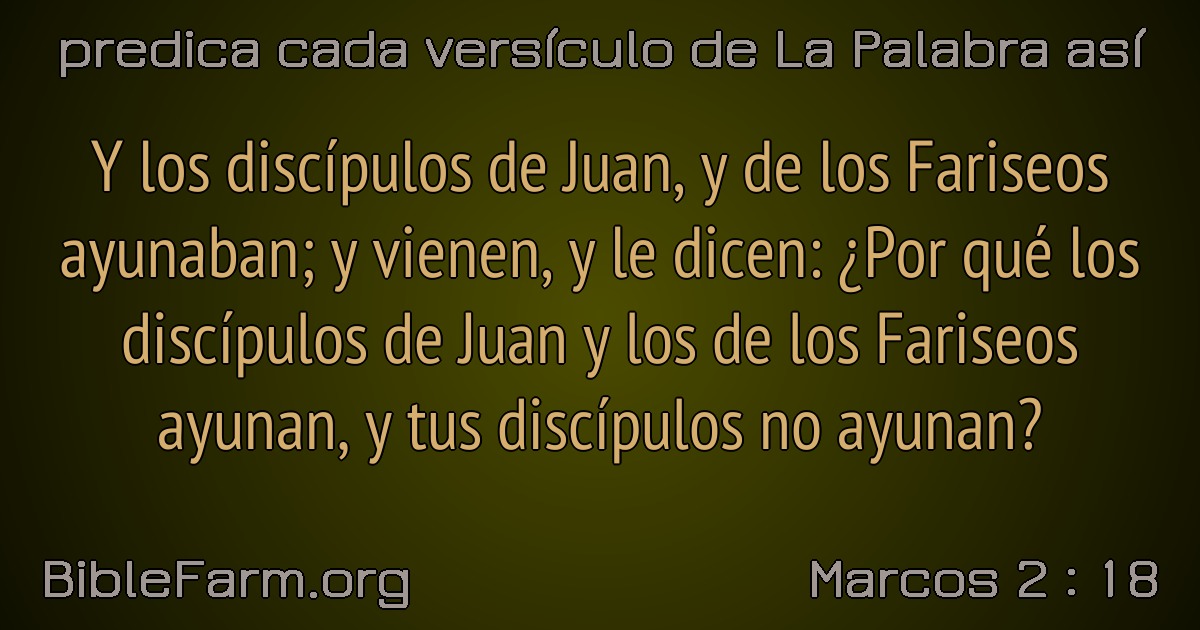 predica cada versículo de La Palabra así
Y los discípulos de Juan, y de los Fariseos
ayunaban; y vienen, y le dicen: ¿Por qué los
discípulos de Juan y los de los Fariseos
ayunan, y tus discípulos no ayunan?
BibleFarm.org
Marcos 2 : 18